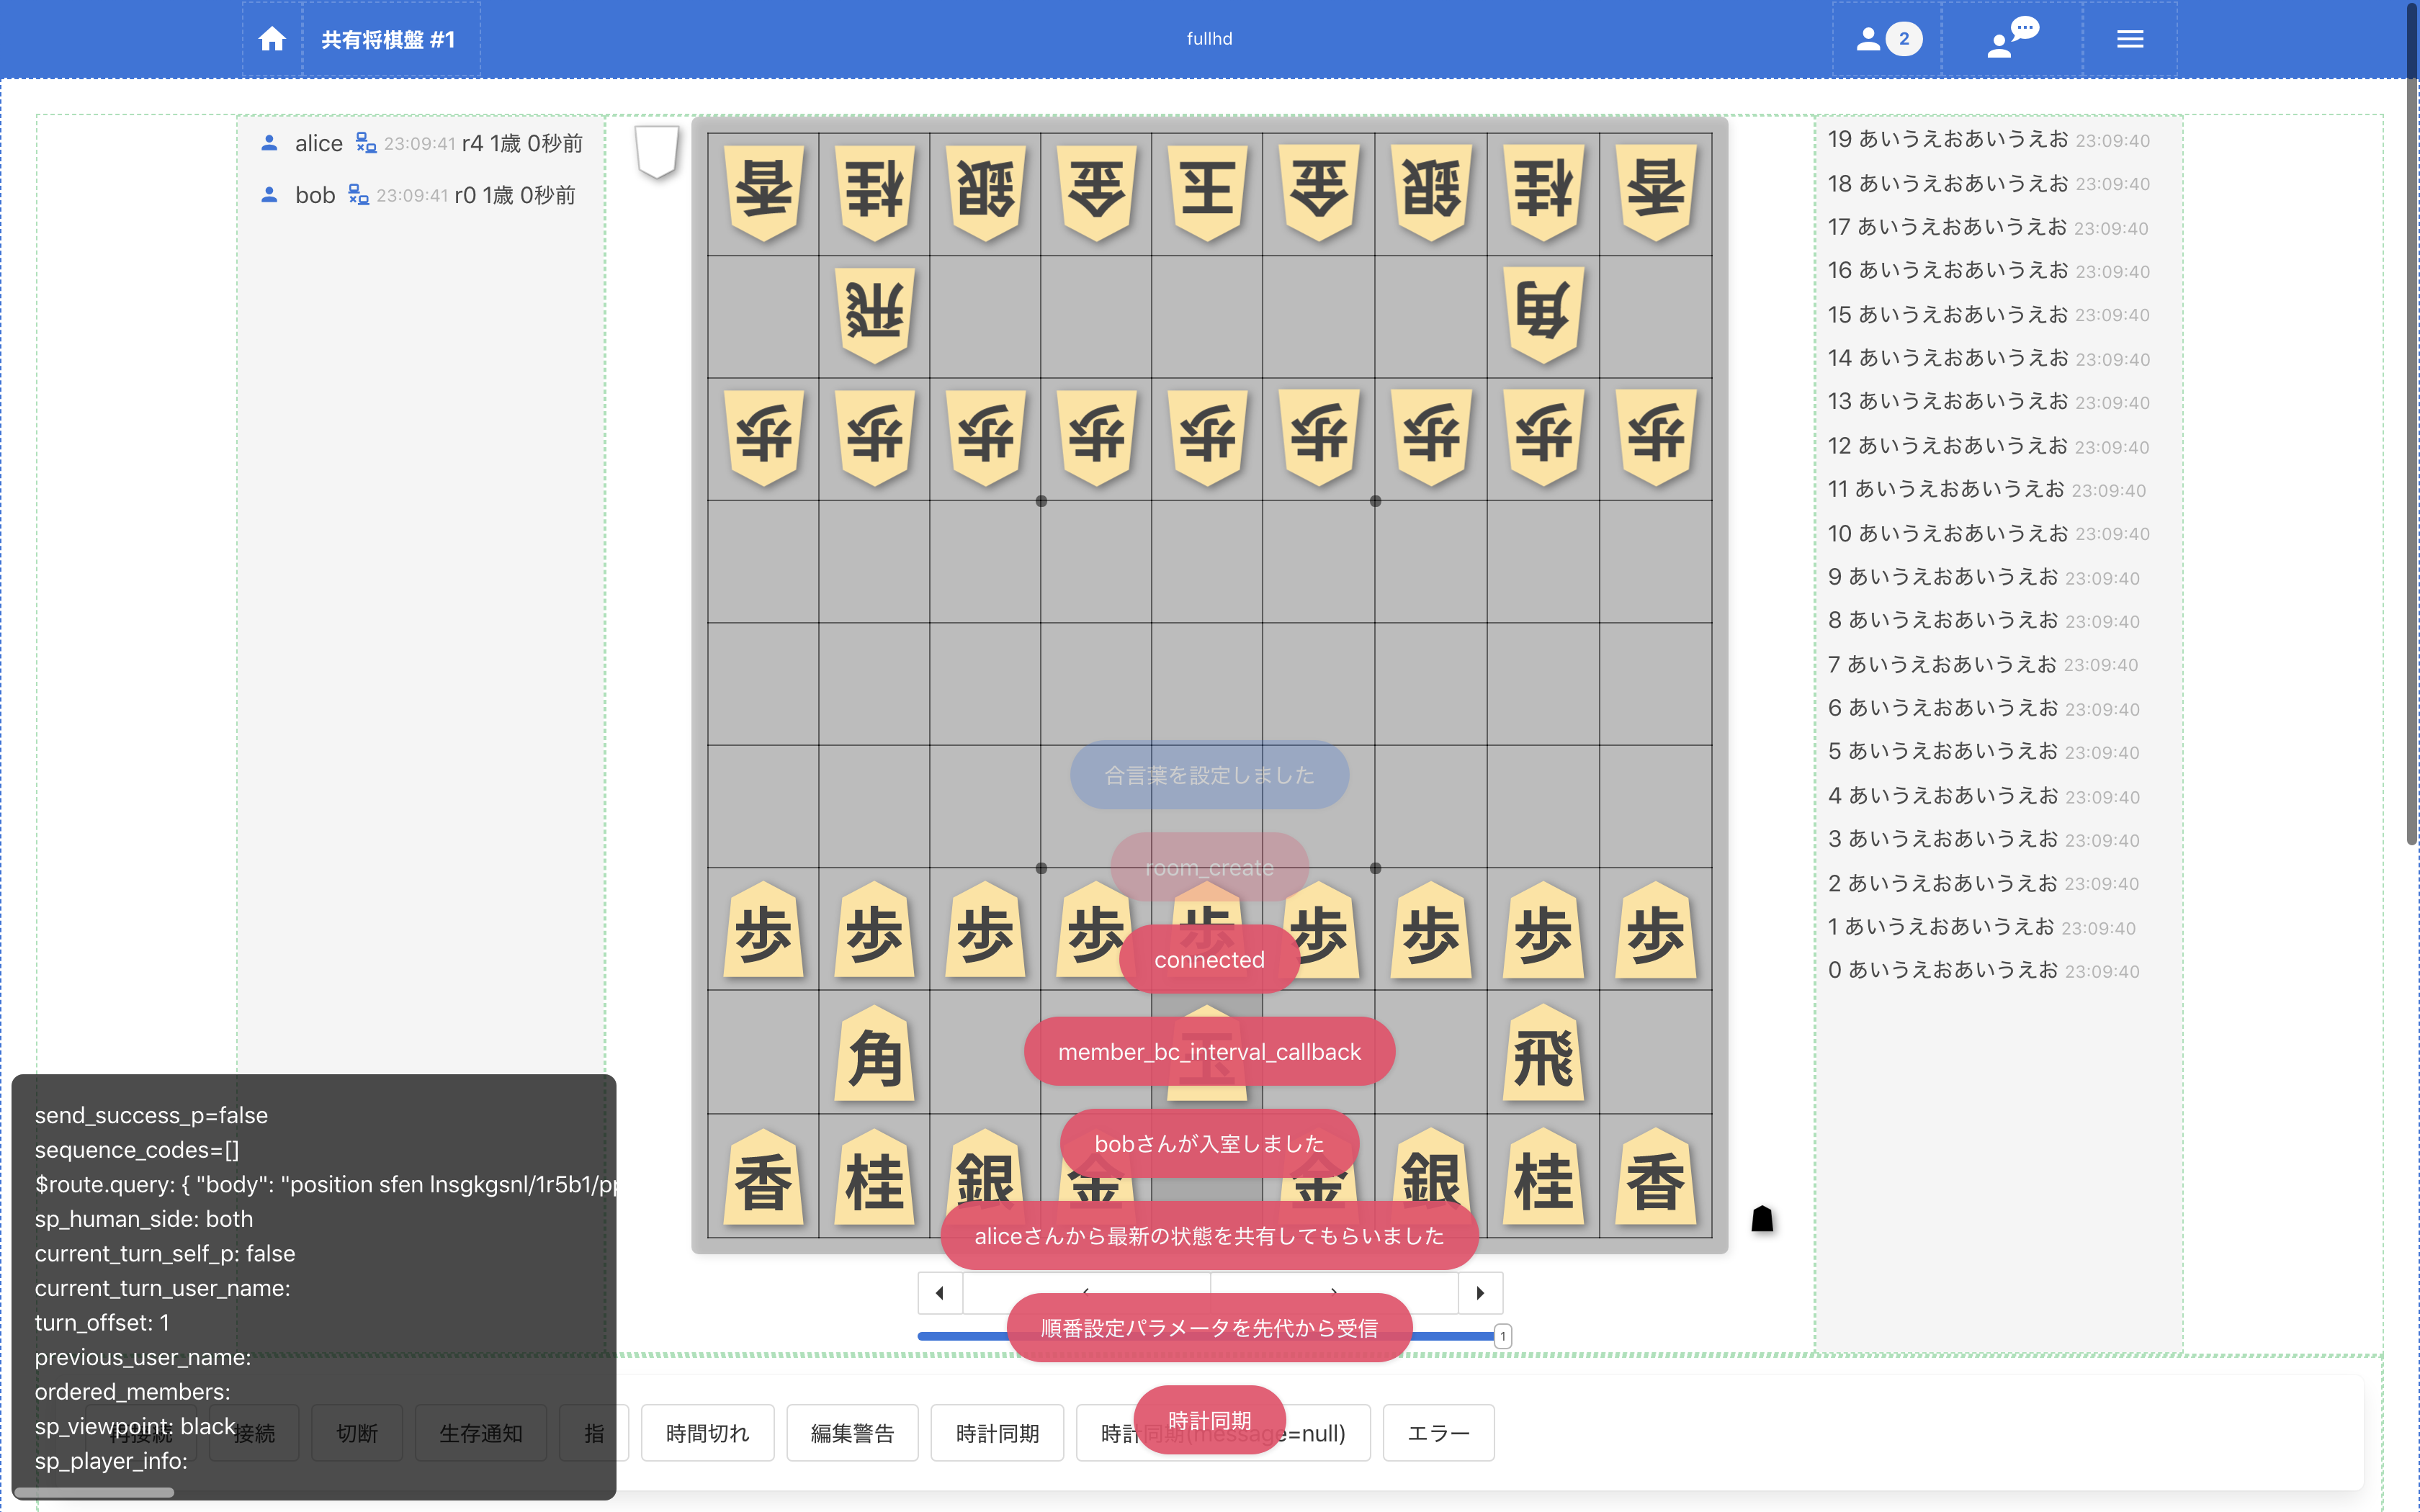 共有将棋盤 #1
fullhd
2
alice 23:09:41 r4 1歳 0秒前
bob 23:09:41 r0 1歳 0秒前
香 桂 銀 金 玉 金 銀 桂 香
飛 角
歩 歩 歩 歩 歩 歩 歩 歩 歩
歩 歩 歩 歩 歩 歩 歩 歩 歩
角 玉 飛
香 桂 銀 金 金 銀 桂 香
合言葉を設定しました
room_create
connected
member_bc_interval_callback
bobさんが入室しました
aliceさんから最新の状態を共有してもらいました
順番設定パラメータを先代から受信
時計同期
1
19 あいうえおあいうえお 23:09:40
18 あいうえおあいうえお 23:09:40
17 あいうえおあいうえお 23:09:40
16 あいうえおあいうえお 23:09:40
15 あいうえおあいうえお 23:09:40
14 あいうえおあいうえお 23:09:40
13 あいうえおあいうえお 23:09:40
12 あいうえおあいうえお 23:09:40
11 あいうえおあいうえお 23:09:40
10 あいうえおあいうえお 23:09:40
9 あいうえおあいうえお 23:09:40
8 あいうえおあいうえお 23:09:40
7 あいうえおあいうえお 23:09:40
6 あいうえおあいうえお 23:09:40
5 あいうえおあいうえお 23:09:40
4 あいうえおあいうえお 23:09:40
3 あいうえおあいうえお 23:09:40
2 あいうえおあいうえお 23:09:40
1 あいうえおあいうえお 23:09:40
0 あいうえおあいうえお 23:09:40
send_success_p=false
sequence_codes=[]
$route.query: { "body": "position sfen lnsgkgsnl/1r5b1/pp
sp_human_side: both
current_turn_self_p: false
current_turn_user_name:
turn_offset: 1
previous_user_name:
ordered_members:
sp_viewpoint: black
sp_player_info:
再接続 接続 切断 生存通知 指 時間切れ 編集警告 時計同期 時計同期(message=null) エラー